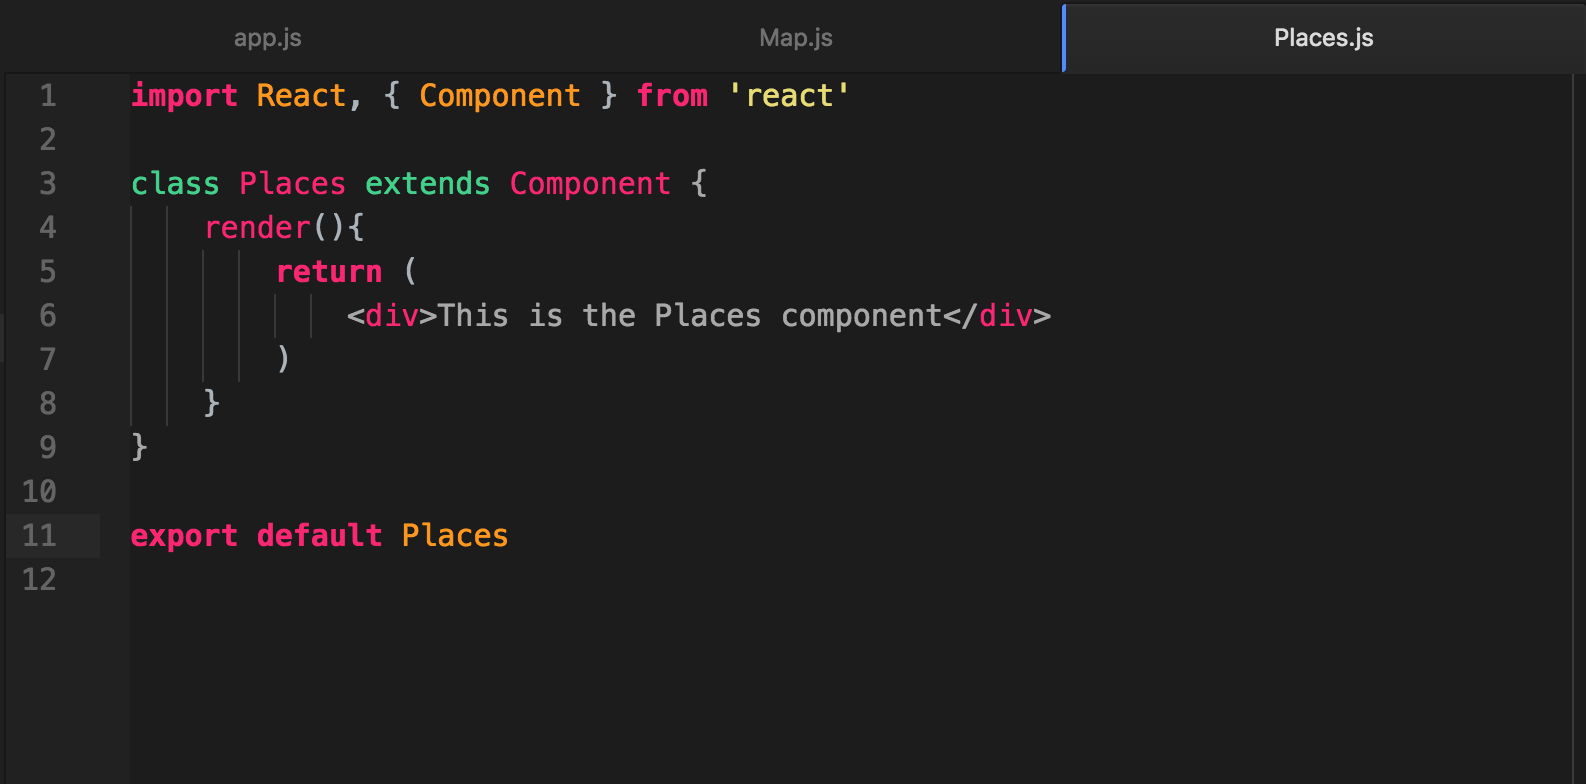 app.js Map.js Places.js
1 import React, { Component } from 'react'
2
3 class Places extends Component {
4     render(){
5         return (
6             <div>This is the Places component</div>
7         )
8     }
9 }
10
11 export default Places
12